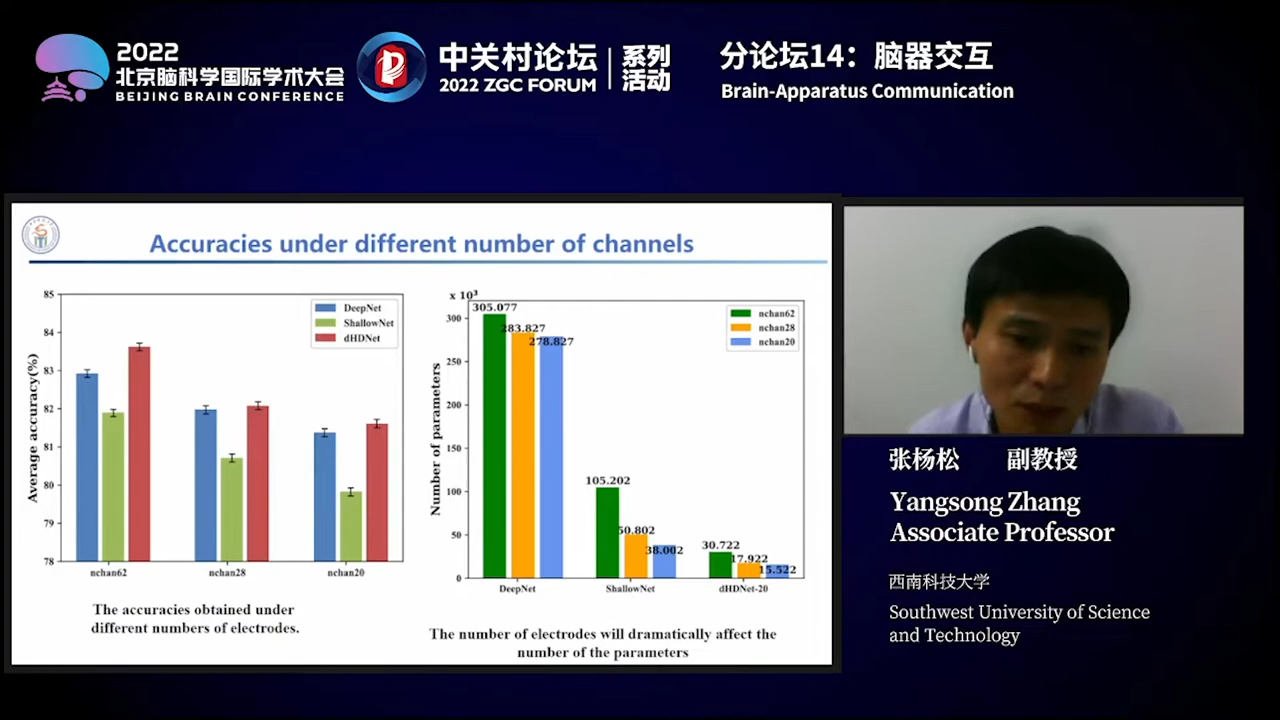 2022
北京脑科学国际学术大会
BEIJING BRAIN CONFERENCE
中关村论坛
2022 ZGC FORUM
系列
活动
分论坛14：脑器交互
Brain-Apparatus Communication
Accuracies under different number of channels
85
84
83
82
81
80
79
78
Average accuracy(%)
DeepNet
ShallowNet
dHDNet
nchan62
nchan28
nchan20
The accuracies obtained under
different numbers of electrodes.
x 10³
300
250
200
150
100
50
0
Number of parameters
nchan62
nchan28
nchan20
305.077
283.827
278.827
105.202
50.802
38.002
30.722
17.922
15.522
DeepNet
ShallowNet
dHDNet-20
The number of electrodes will dramatically affect the
number of the parameters
张杨松 副教授
Yangsong Zhang
Associate Professor
西南科技大学
Southwest University of Science
and Technology